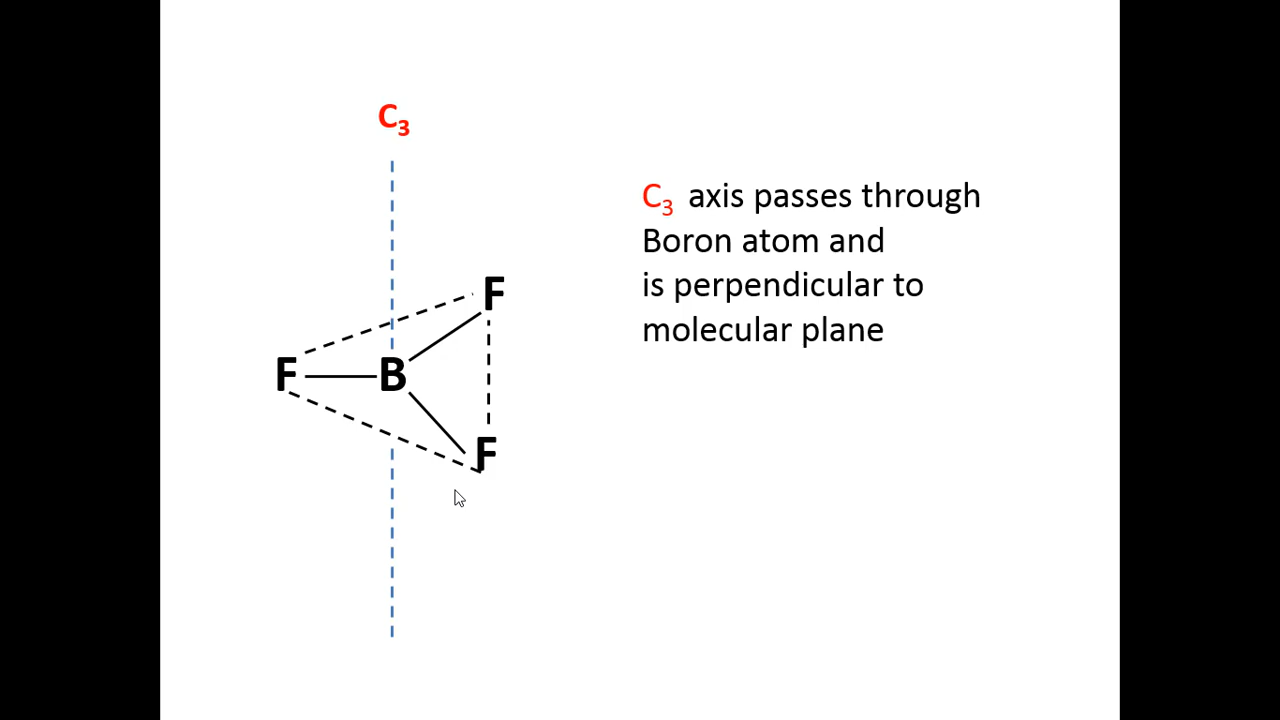 C₃
C₃ axis passes through
Boron atom and
is perpendicular to
molecular plane
F
F B
F